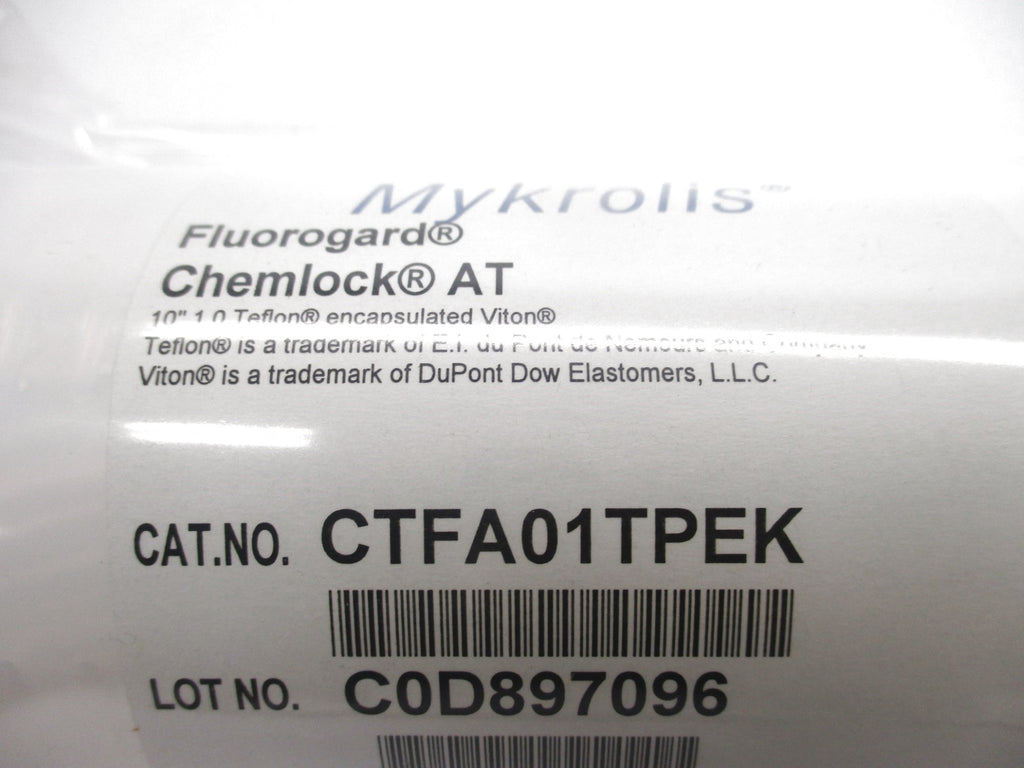 Mykrolis™
Fluorogard®
Chemlock® AT
10" 1.0 Teflon® encapsulated Viton®
Teflon® is a trademark of E.I. du Pont de Nemours and Company
Viton® is a trademark of DuPont Dow Elastomers, L.L.C.
CAT.NO. CTFA01TPEK
LOT NO. C0D897096